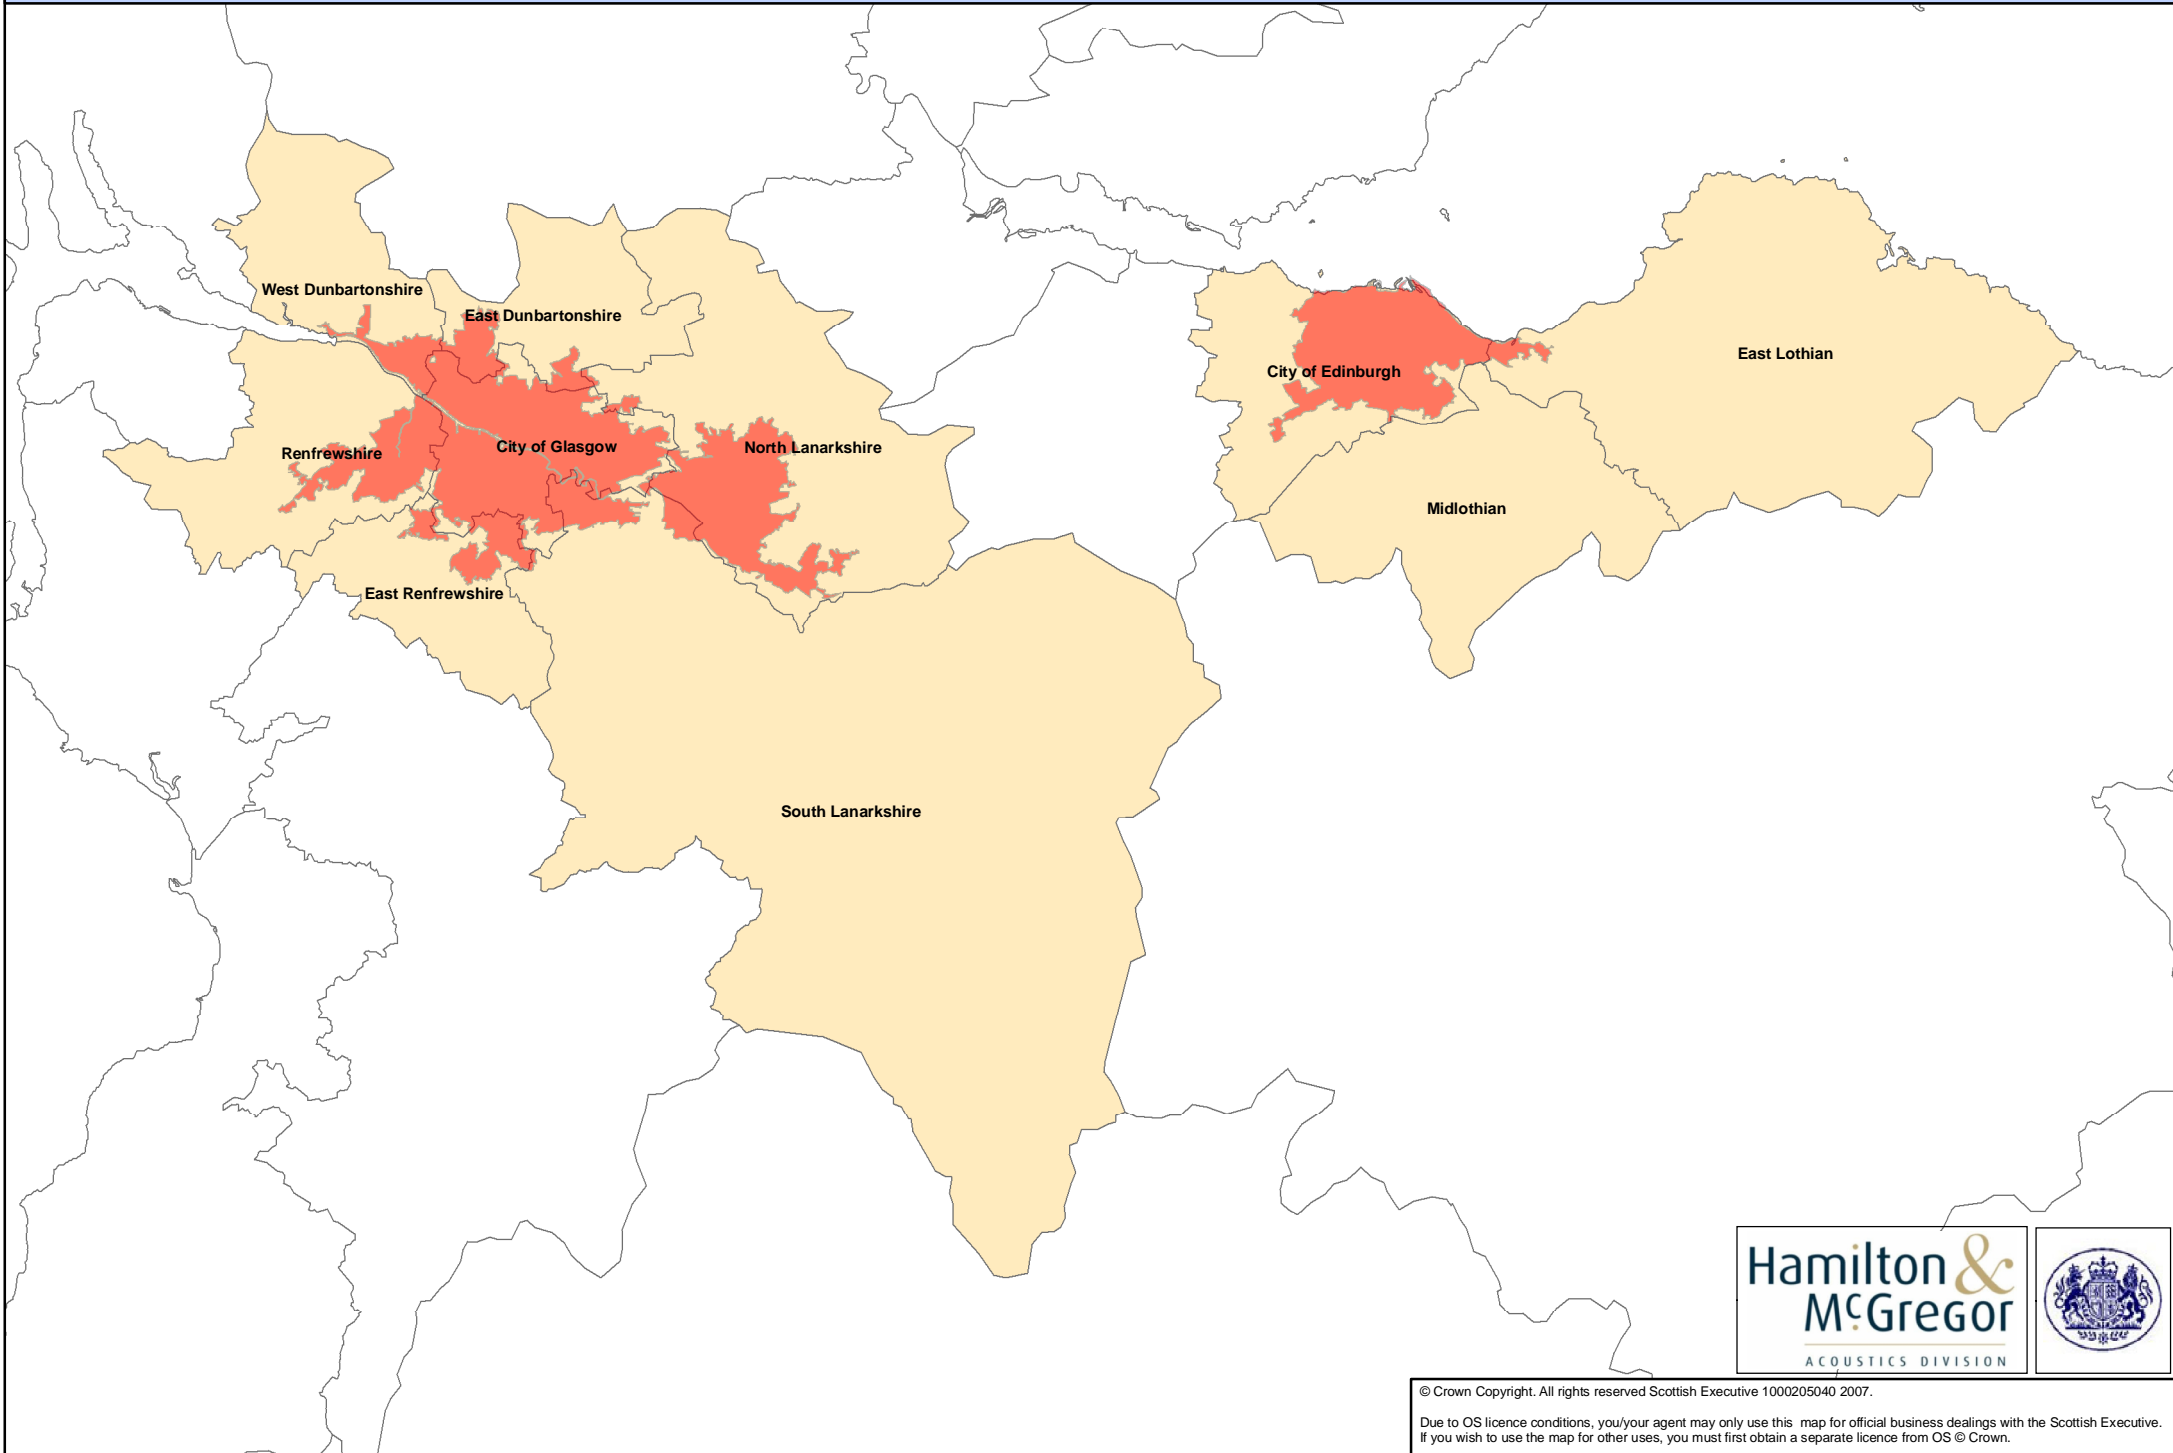 West Dunbartonshire
East Dunbartonshire
East Lothian
City of Edinburgh
City of Glasgow
North Lanarkshire
Renfrewshire
Midlothian
East Renfrewshire
South Lanarkshire
Hamilton &
McGregor
ACOUSTICS DIVISION
© Crown Copyright. All rights reserved Scottish Executive 1000205040 2007.
Due to OS licence conditions, you/your agent may only use this map for official business dealings with the Scottish Executive.
If you wish to use the map for other uses, you must first obtain a separate licence from OS © Crown.